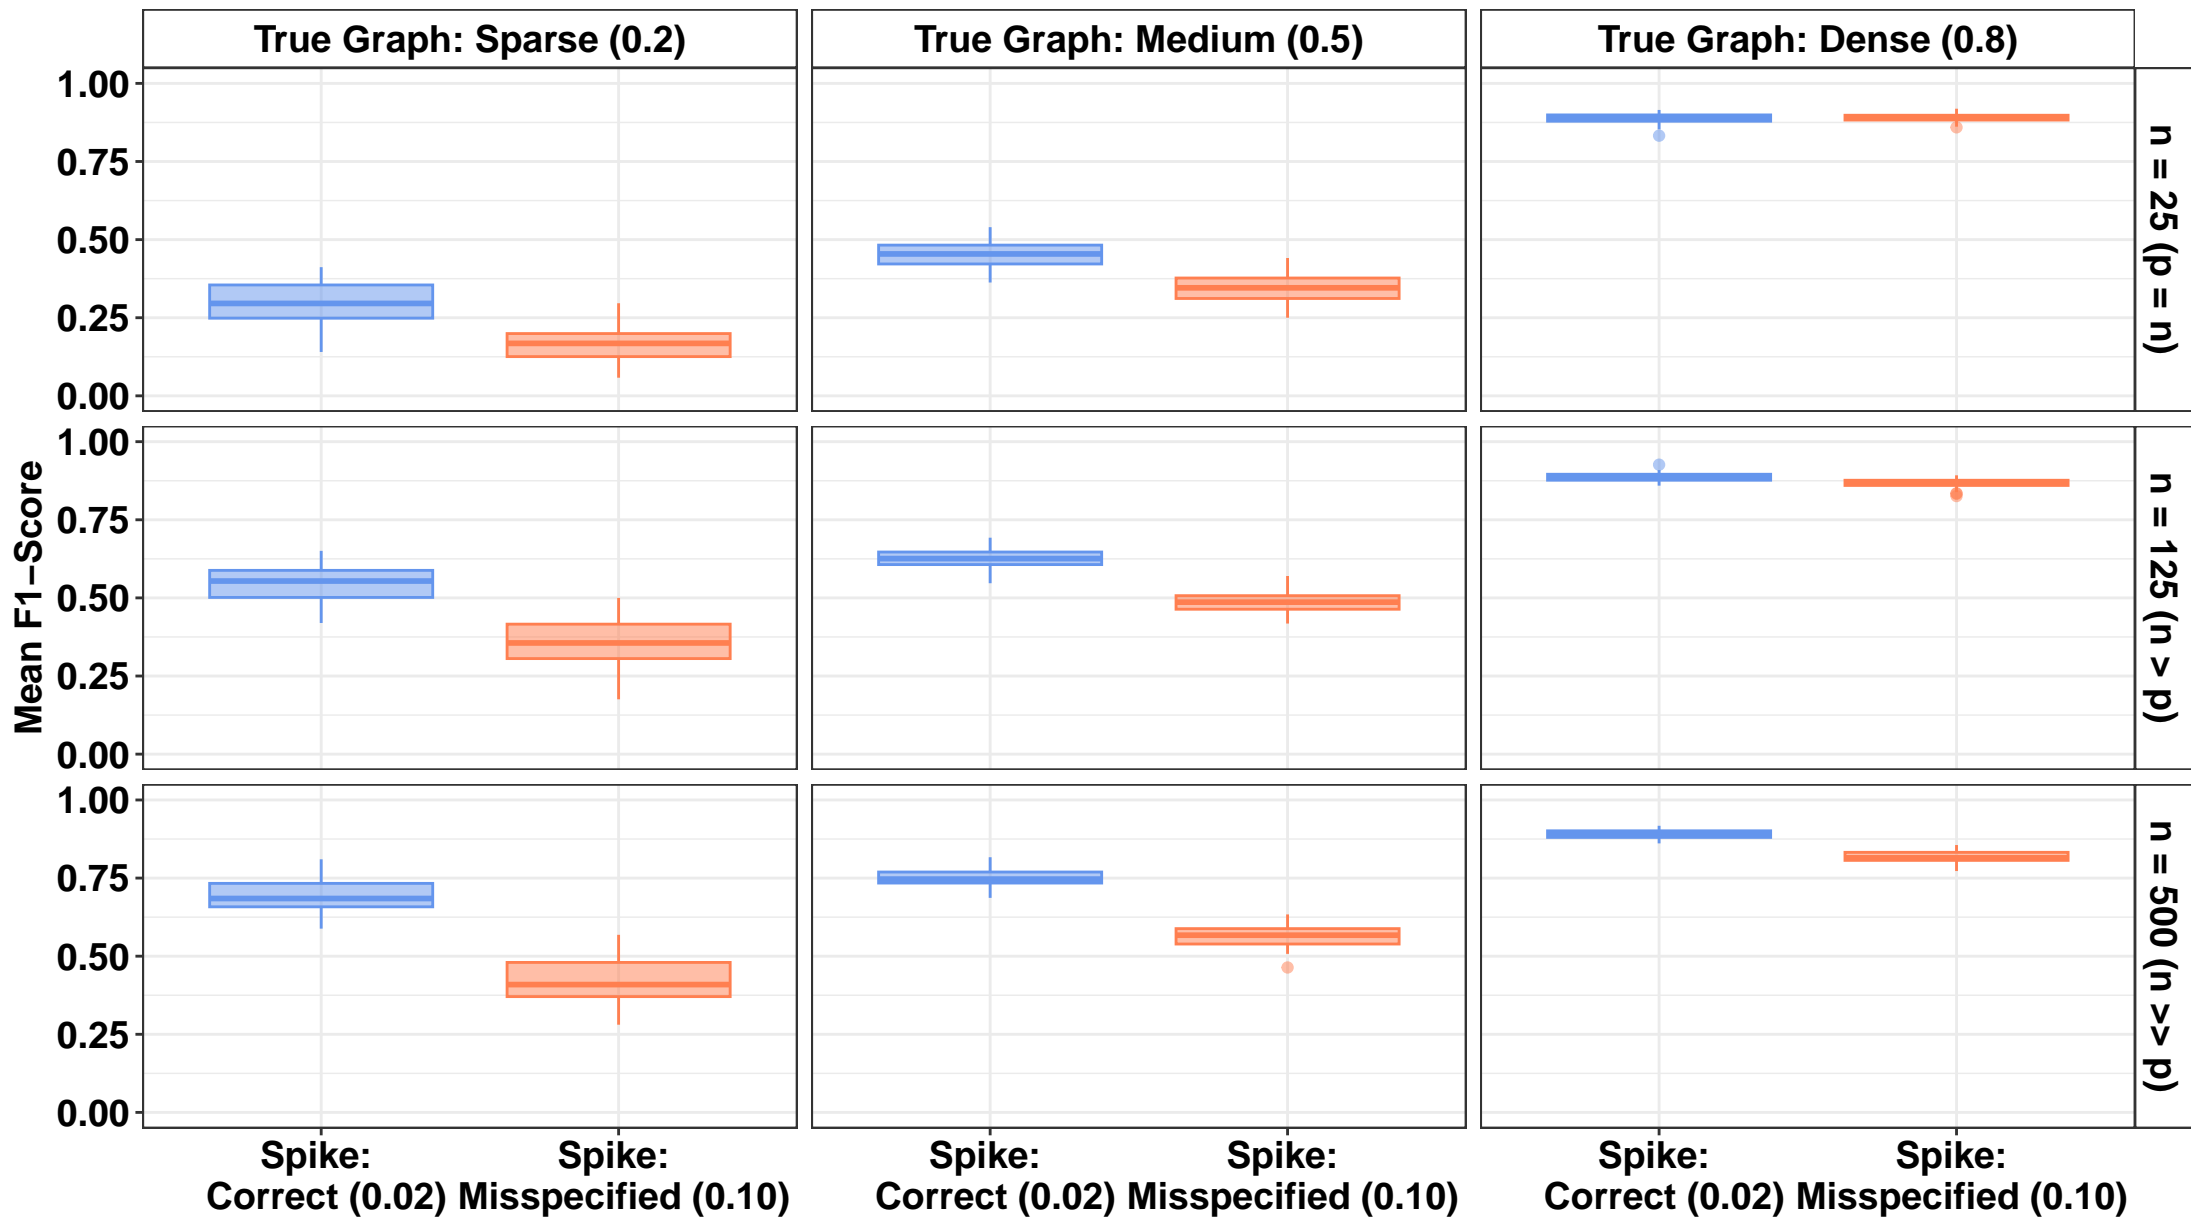 True Graph: Sparse (0.2)
True Graph: Medium (0.5)
True Graph: Dense (0.8)
Mean F1−Score
1.00
0.75
0.50
0.25
0.00
n = 25 (p = n)
1.00
0.75
0.50
0.25
0.00
n = 125 (n > p)
1.00
0.75
0.50
0.25
0.00
n = 500 (n >> p)
Spike:
Correct (0.02)
Spike:
Misspecified (0.10)
Spike:
Correct (0.02)
Spike:
Misspecified (0.10)
Spike:
Correct (0.02)
Spike:
Misspecified (0.10)